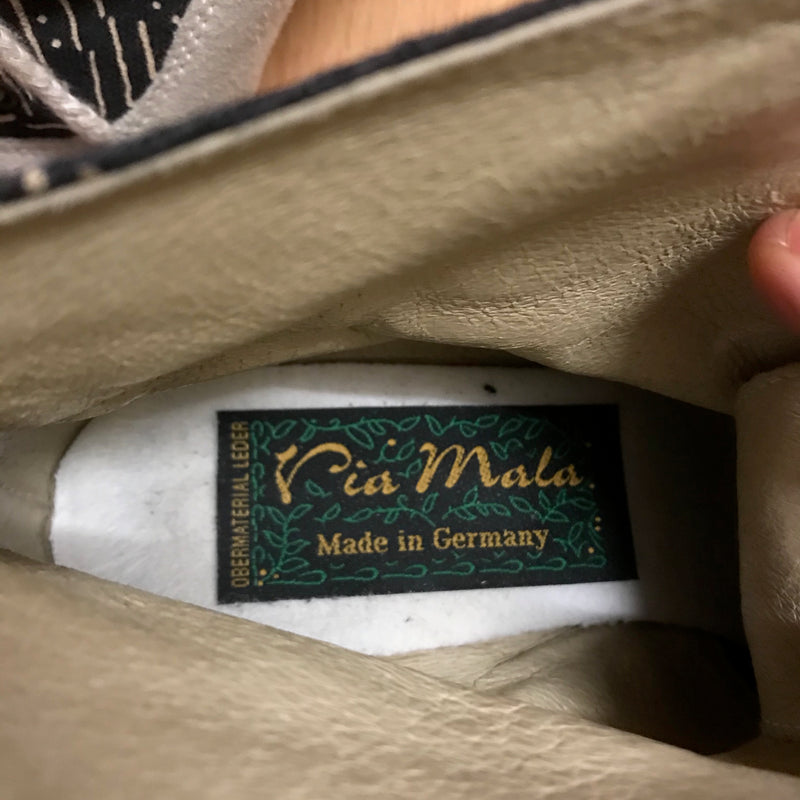 OBERMATERIAL LEDER
Via Mala
Made in Germany